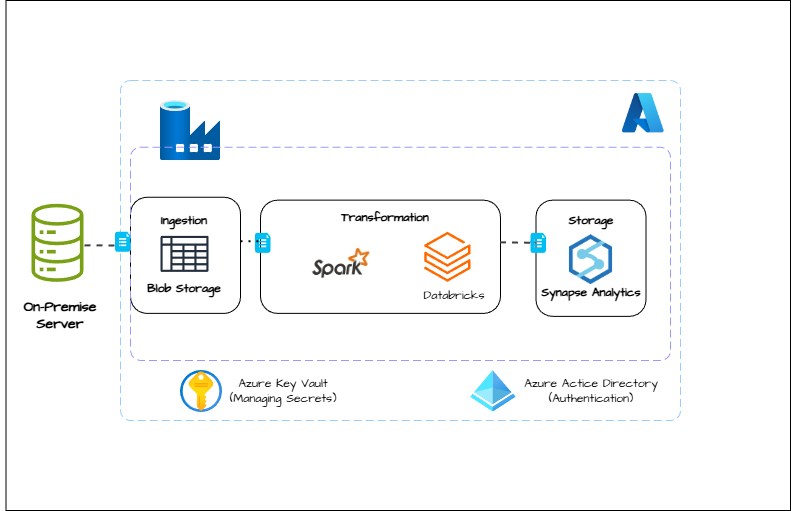 Ingestion
Blob Storage
Transformation
Spark
Databricks
Storage
Synapse Analytics
On-Premise
Server
Azure Key Vault
(Managing Secrets)
Azure Actice Directory
(Authentication)